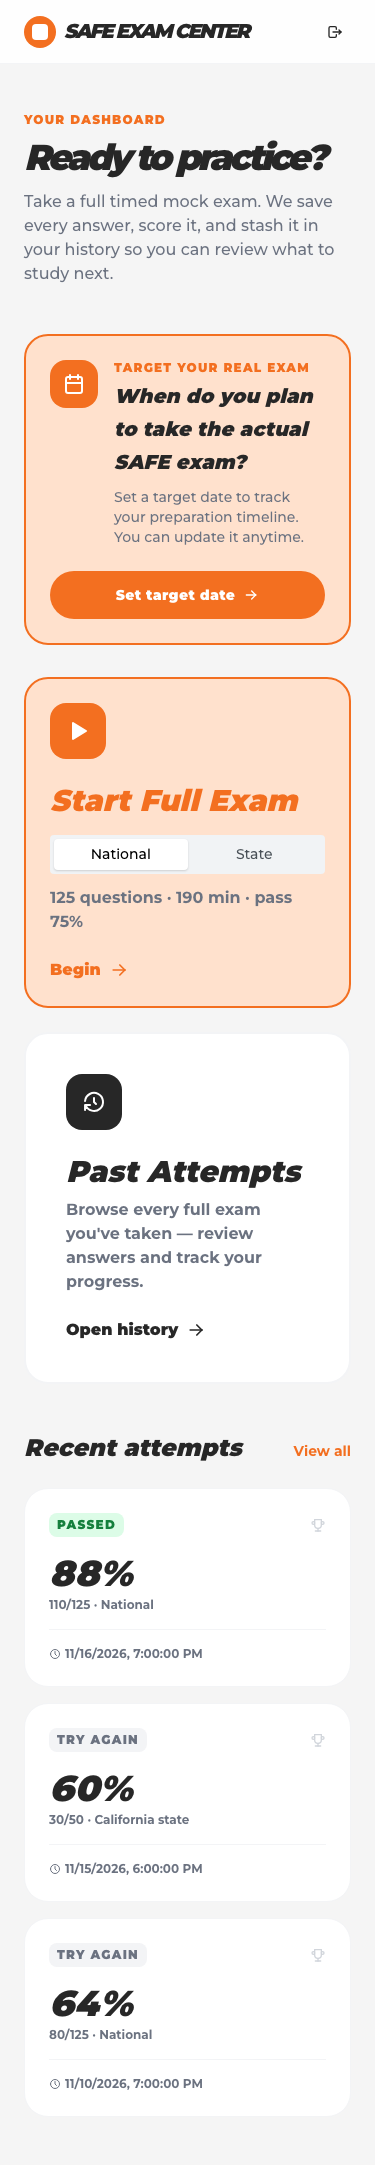 SAFE EXAM CENTER
YOUR DASHBOARD
Ready to practice?
Take a full timed mock exam. We save
every answer, score it, and stash it in
your history so you can review what to
study next.
TARGET YOUR REAL EXAM
When do you plan
to take the actual
SAFE exam?
Set a target date to track
your preparation timeline.
You can update it anytime.
Set target date
Start Full Exam
National
State
125 questions · 190 min · pass
75%
Begin
Past Attempts
Browse every full exam
you've taken — review
answers and track your
progress.
Open history
Recent attempts
View all
PASSED
88%
110/125 · National
11/16/2026, 7:00:00 PM
TRY AGAIN
60%
30/50 · California state
11/15/2026, 6:00:00 PM
TRY AGAIN
64%
80/125 · National
11/10/2026, 7:00:00 PM